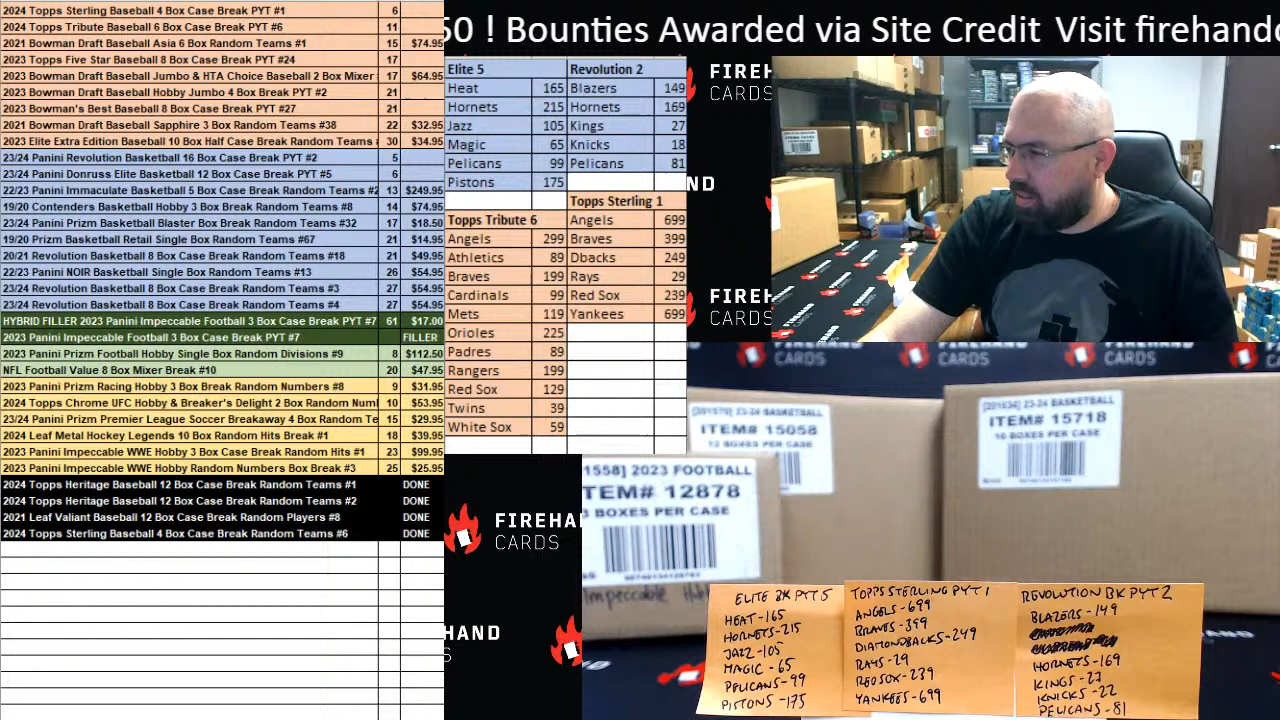 2024 Topps Sterling Baseball 4 Box Case Break PYT #1 6
2024 Topps Tribute Baseball 6 Box Case Break PYT #6 11
2021 Bowman Draft Baseball Asia 6 Box Random Teams #1 15 $74.95
2023 Topps Five Star Baseball 8 Box Case Break PYT #24 17
2023 Bowman Draft Baseball Jumbo & HTA Choice Baseball 2 Box Mixer 17 $64.95
2023 Bowman Draft Baseball Hobby Jumbo 4 Box Case Break PYT #2 21
2023 Bowman's Best Baseball 8 Box Case Break PYT #27 21
2021 Bowman Draft Baseball Sapphire 3 Box Random Teams #38 22 $32.95
2023 Elite Extra Edition Baseball 10 Box Half Case Break Random Teams 30 $34.95
23/24 Panini Revolution Basketball 16 Box Case Break PYT #2 5
23/24 Panini Donruss Elite Basketball 12 Box Case Break PYT #5 6
22/23 Panini Immaculate Basketball 5 Box Case Break Random Teams #2 13 $249.95
19/20 Contenders Basketball Hobby 3 Box Random Teams #8 14 $74.95
23/24 Panini Prizm Basketball Blaster Box Random Teams #32 17 $18.50
19/20 Prizm Basketball Retail Single Box Random Teams #67 21 $14.95
20/21 Revolution Basketball 8 Box Case Break Random Teams #18 21 $49.95
22/23 Panini NOIR Basketball Single Box Random Teams #13 26 $54.95
23/24 Revolution Basketball 8 Box Case Break Random Teams #3 27 $54.95
23/24 Revolution Basketball 8 Box Case Break Random Teams #4 27 $54.95
HYBRID FILLER 2023 Panini Impeccable Football 3 Box Case Break PYT #7 61 $17.00
2023 Panini Impeccable Football 3 Box Case Break PYT #7 FILLER
2023 Panini Prizm Football Hobby Single Box Random Divisions #9 8 $112.50
NFL Football Value 8 Box Mixer Break #10 20 $47.95
2023 Panini Prizm Racing Hobby 3 Box Break Random Numbers #8 9 $31.95
2024 Topps Chrome UFC Hobby & Breaker's Delight 2 Box Random Numl 10 $53.95
23/24 Panini Prizm Premier League Soccer Breakaway 4 Box Random Te 15 $29.95
2024 Leaf Metal Hockey Legends 10 Box Random Hits Break #1 18 $39.95
2023 Panini Impeccable WWE Hobby 3 Box Case Break Random Hits #1 23 $99.95
2023 Panini Impeccable WWE Hobby Random Numbers Box Break #3 25 $25.95
2024 Topps Heritage Baseball 12 Box Case Break Random Teams #1 DONE
2024 Topps Heritage Baseball 12 Box Case Break Random Teams #2 DONE
2021 Leaf Valiant Baseball 12 Box Case Break Random Players #8 DONE
2024 Topps Sterling Baseball 4 Box Case Break Random Teams #6 DONE
50 ! Bounties Awarded via Site Credit Visit firehand
Elite 5 Revolution 2
Heat 165 Blazers 149
Hornets 215 Hornets 169
Jazz 105 Kings 27
Magic 65 Knicks 18
Pelicans 99 Pelicans 81
Pistons 175
Topps Sterling 1
Topps Tribute 6 Angels 699
Angels 299 Braves 399
Athletics 89 Dbacks 249
Braves 199 Rays 29
Cardinals 99 Red Sox 239
Mets 119 Yankees 699
Orioles 225
Padres 89
Rangers 199
Red Sox 129
Twins 39
White Sox 59
FIREH
CARDS
ND
FIREH
CARDS
FIREHAN
CARDS
HAND
S
FIREHAND
CARDS
FIREHAND
CARDS
FIREHAND
CARDS
23-24 BASKETBALL
ITEM# 15058
12 BOXES PER CASE
[201634] 23-24 BASKETBALL
ITEM# 15718
16 BOXES PER CASE
1558] 2023 FOOTBALL
TEM# 12878
3 BOXES PER CASE
Impeccable
ELITE BK PYT 5
HEAT-165
HORNETS-215
JAZZ-105
MAGIC-65
PELICANS-99
PISTONS-175
TOPPS STERLING PYT 1
ANGELS-699
BRAVES-399
DIAMONDBACKS-249
RAYS-29
RED SOX-239
YANKEES-699
REVOLUTION BK PYT 2
BLAZERS-149
HORNETS-169
KINGS-27
KNICKS-22
PELICANS-81